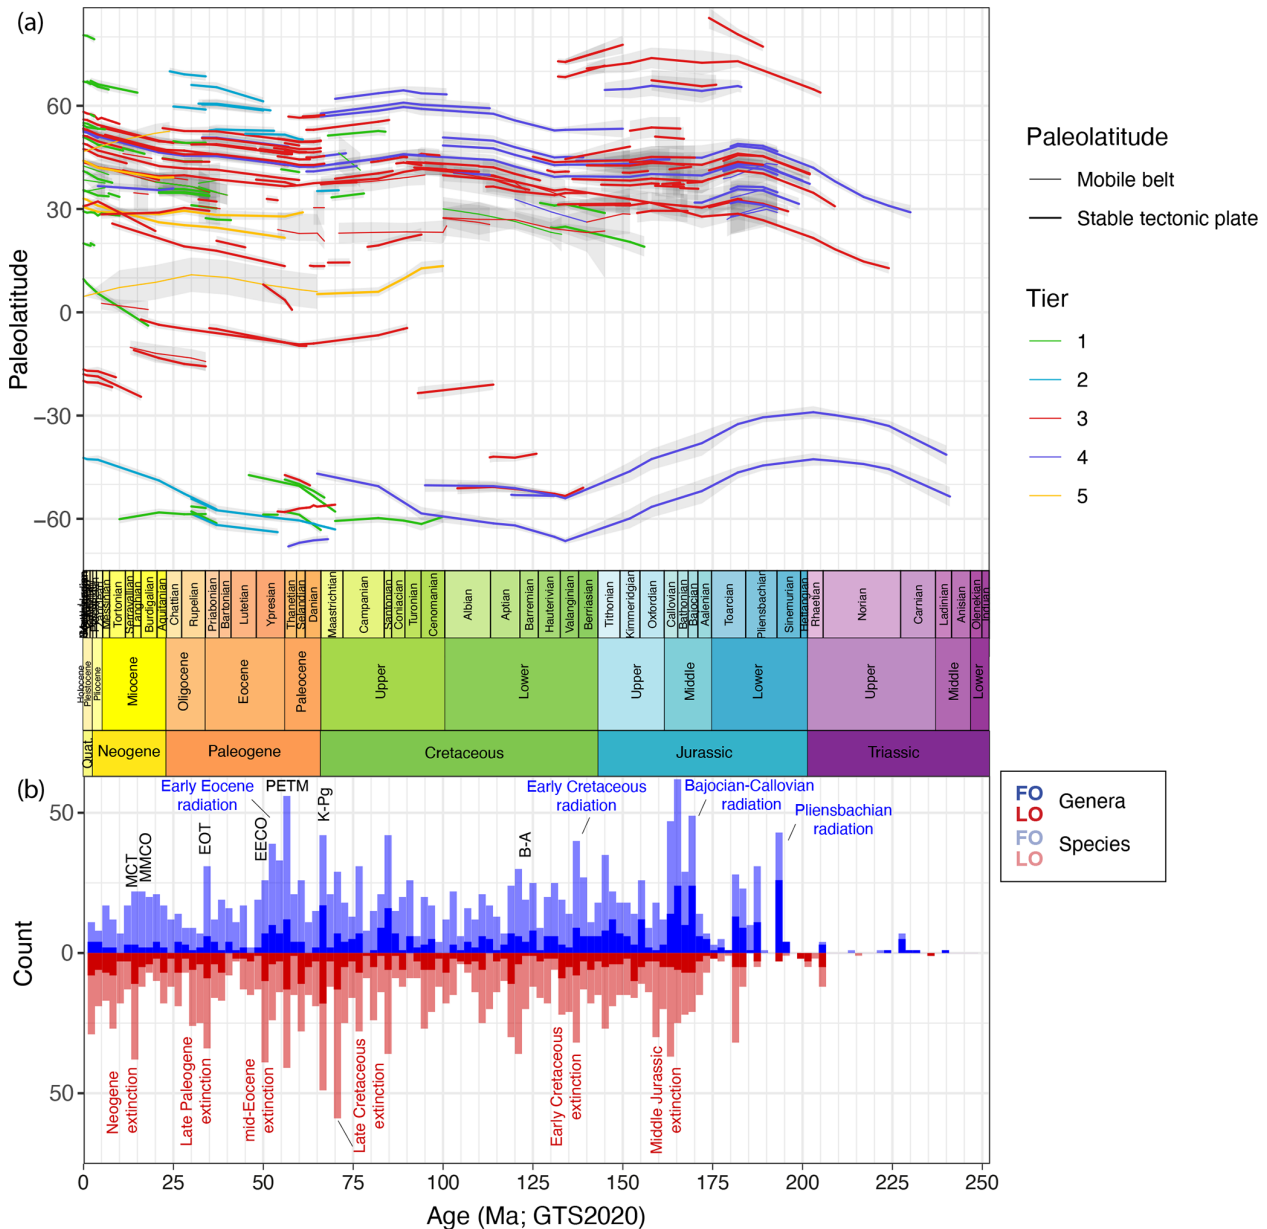 (a)
60
30
0
−30
−60
Paleolatitude
Paleolatitude
Mobile belt
Stable tectonic plate
Tier
1
2
3
4
5
Messinian
Tortonian
Serravallian
Langhian
Burdigalian
Aquitanian
Chattian
Rupelian
Priabonian
Bartonian
Lutetian
Ypresian
Thanetian
Selandian
Danian
Maastrichtian
Campanian
Santonian
Coniacian
Turonian
Cenomanian
Albian
Aptian
Barremian
Hauterivian
Valanginian
Berriasian
Tithonian
Kimmeridgian
Oxfordian
Callovian
Bathonian
Bajocian
Aalenian
Toarcian
Pliensbachian
Sinemurian
Hettangian
Rhaetian
Norian
Carnian
Ladinian
Anisian
Olenekian
Holocene
Pleistocene
Pliocene
Miocene
Oligocene
Eocene
Paleocene
Upper
Lower
Upper
Middle
Lower
Upper
Middle
Lower
Quat.
Neogene
Paleogene
Cretaceous
Jurassic
Triassic
(b)
50
0
50
Count
MCT
MMCO
EOT
Early Eocene
radiation
EECO
PETM
K-Pg
B-A
Early Cretaceous
radiation
Bajocian-Callovian
radiation
Pliensbachian
radiation
Neogene
extinction
Late Paleogene
extinction
mid-Eocene
extinction
Late Cretaceous
extinction
Early Cretaceous
extinction
Middle Jurassic
extinction
FO
LO
Genera
FO
LO
Species
0
25
50
75
100
125
150
175
200
225
250
Age (Ma; GTS2020)